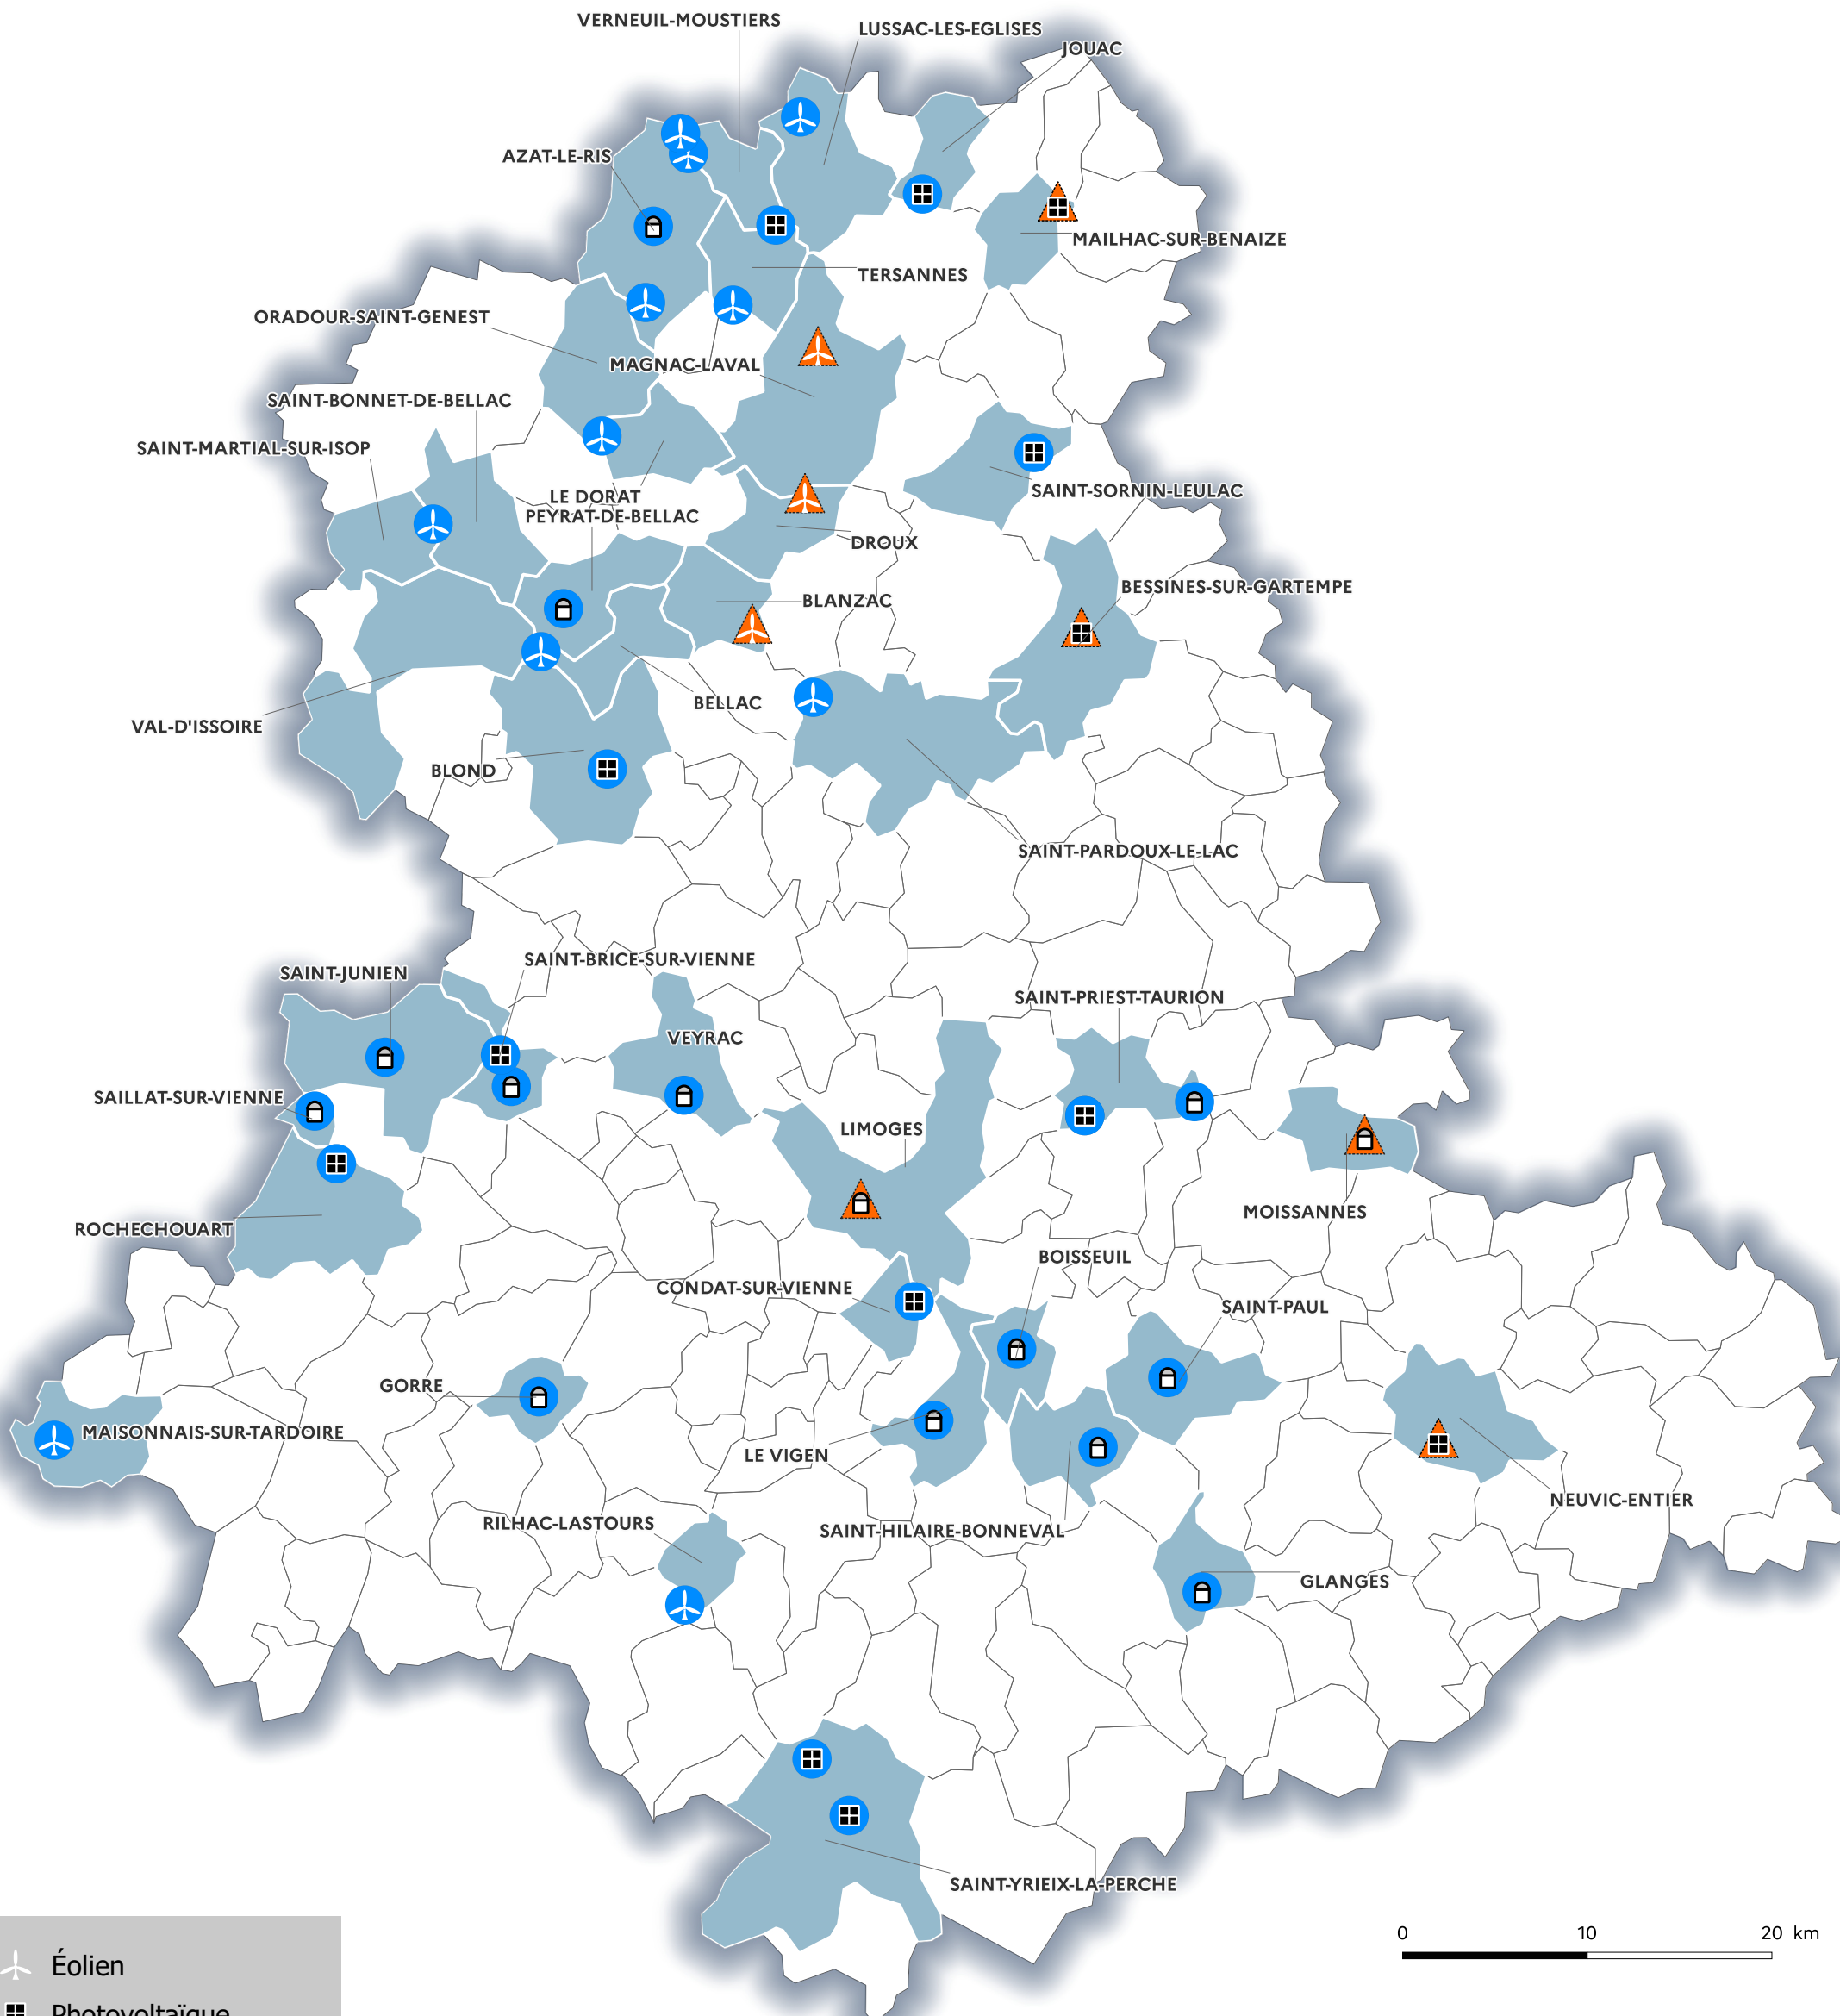 VERNEUIL-MOUSTIERS
LUSSAC-LES-EGLISES
JOUAC
AZAT-LE-RIS
MAILHAC-SUR-BENAIZE
TERSANNES
ORADOUR-SAINT-GENEST
MAGNAC-LAVAL
SAINT-BONNET-DE-BELLAC
SAINT-MARTIAL-SUR-ISOP
SAINT-SORNIN-LEULAC
LE DORAT
PEYRAT-DE-BELLAC
DROUX
BESSINES-SUR-GARTEMPE
BLANZAC
BELLAC
VAL-D'ISSOIRE
BLOND
SAINT-PARDOUX-LE-LAC
SAINT-BRICE-SUR-VIENNE
SAINT-JUNIEN
SAINT-PRIEST-TAURION
VEYRAC
SAILLAT-SUR-VIENNE
LIMOGES
MOISSANNES
ROCHECHOUART
BOISSEUIL
CONDAT-SUR-VIENNE
SAINT-PAUL
GORRE
MAISONNAIS-SUR-TARDOIRE
LE VIGEN
NEUVIC-ENTIER
RILHAC-LASTOURS
SAINT-HILAIRE-BONNEVAL
GLANGES
SAINT-YRIEIX-LA-PERCHE
0 10 20 km
Éolien
Photovoltaïque